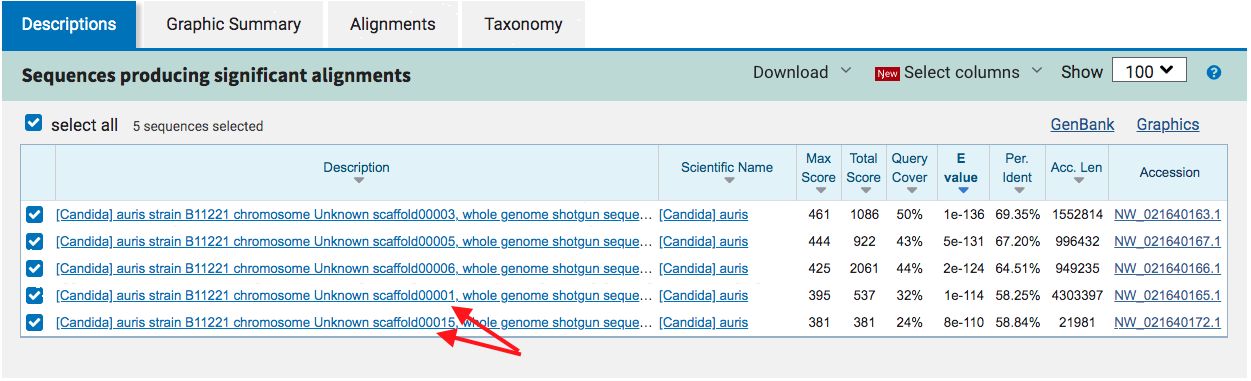 Descriptions Graphic Summary Alignments Taxonomy
Sequences producing significant alignments Download New Select columns Show 100 ?
select all 5 sequences selected GenBank Graphics
Description Scientific Name Max Score Total Score Query Cover E value Per. Ident Acc. Len Accession
[Candida] auris strain B11221 chromosome Unknown scaffold00003, whole genome shotgun seque... [Candida] auris 461 1086 50% 1e-136 69.35% 1552814 NW_021640163.1
[Candida] auris strain B11221 chromosome Unknown scaffold00005, whole genome shotgun seque... [Candida] auris 444 922 43% 5e-131 67.20% 996432 NW_021640167.1
[Candida] auris strain B11221 chromosome Unknown scaffold00006, whole genome shotgun seque... [Candida] auris 425 2061 44% 2e-124 64.51% 949235 NW_021640166.1
[Candida] auris strain B11221 chromosome Unknown scaffold00001, whole genome shotgun seque... [Candida] auris 395 537 32% 1e-114 58.25% 4303397 NW_021640165.1
[Candida] auris strain B11221 chromosome Unknown scaffold00015, whole genome shotgun seque... [Candida] auris 381 381 24% 8e-110 58.84% 21981 NW_021640172.1